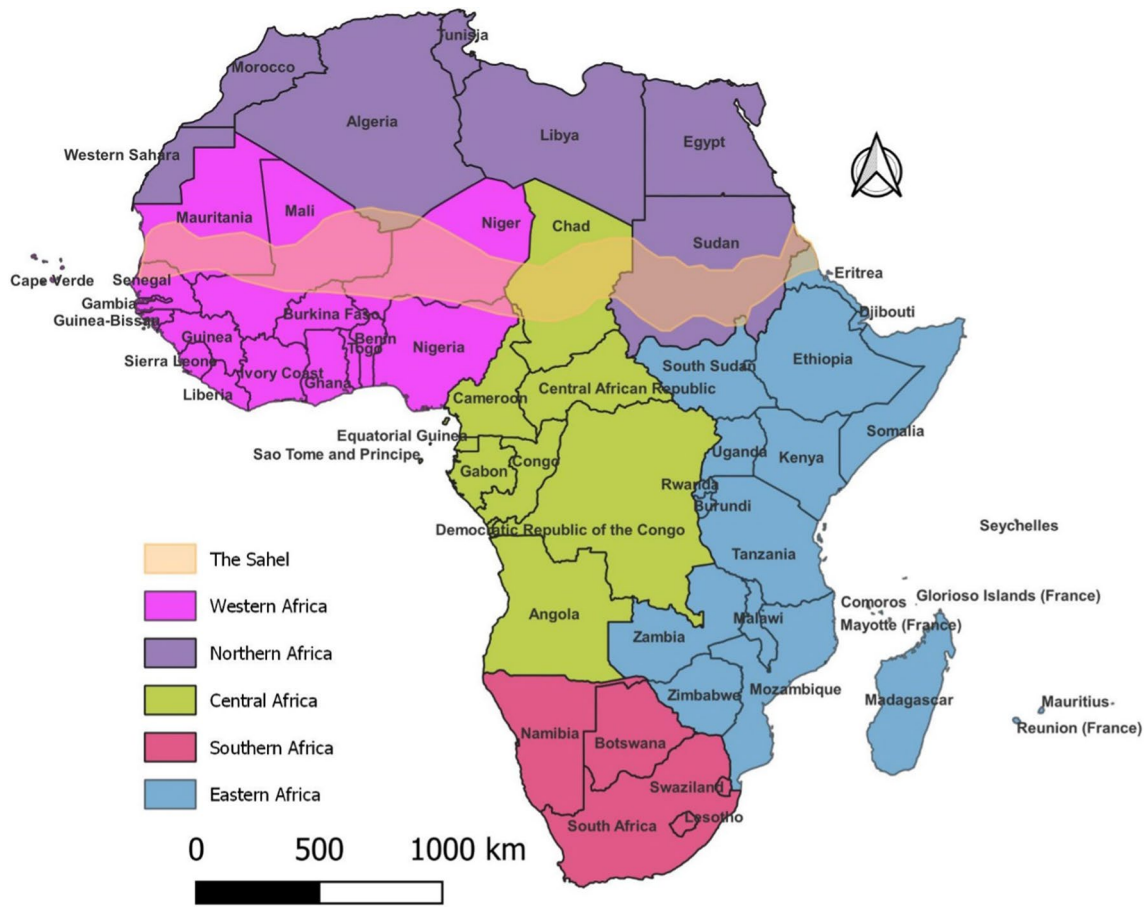 Tunisia
Morocco
Algeria
Libya
Egypt
Western Sahara
Mauritania
Mali
Niger
Chad
Sudan
Cape Verde
Senegal
Eritrea
Gambia
Guinea-Bissau
Burkina Faso
Djibouti
Guinea
Benin
Togo
Nigeria
Sierra Leone
Ivory Coast
Ghana
South Sudan
Ethiopia
Liberia
Cameroon
Central African Republic
Equatorial Guinea
Somalia
Sao Tome and Principe
Gabon
Congo
Uganda
Kenya
Rwanda
Burundi
Democratic Republic of the Congo
Seychelles
Tanzania
The Sahel
Western Africa
Northern Africa
Central Africa
Southern Africa
Eastern Africa
Angola
Zambia
Malawi
Comoros
Glorioso Islands (France)
Mayotte (France)
Zimbabwe
Mozambique
Madagascar
Mauritius
Reunion (France)
Namibia
Botswana
Swaziland
South Africa
Lesotho
0 500 1000 km